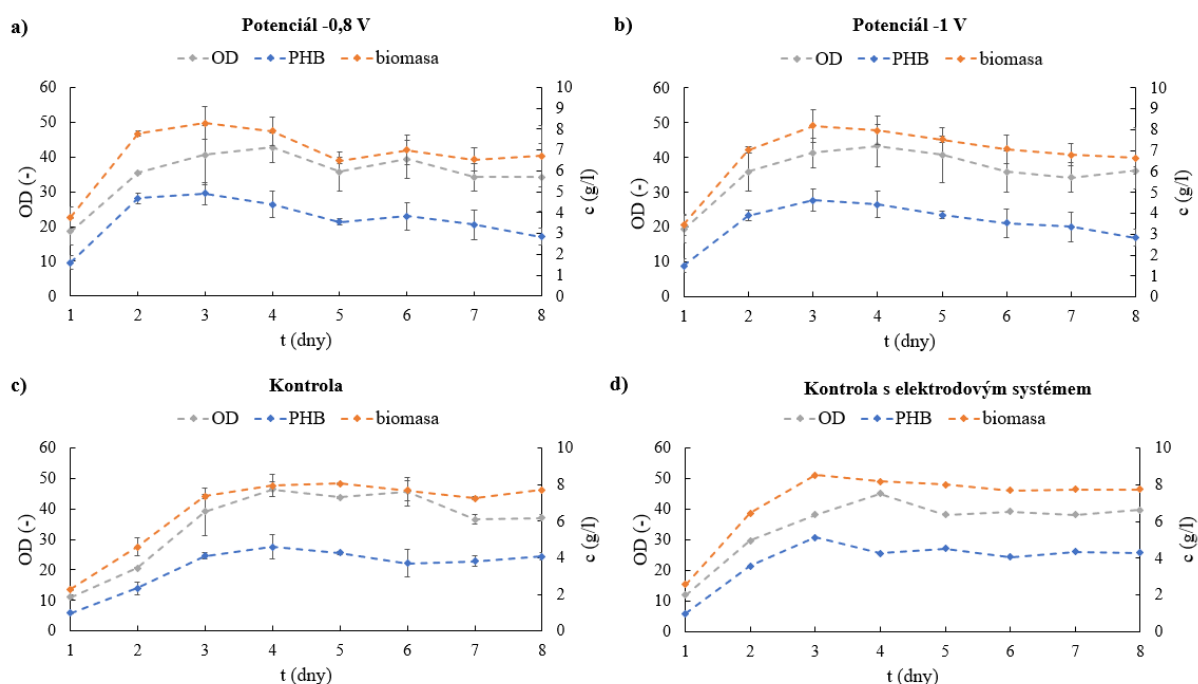 a)
Potenciál -0,8 V
OD PHB biomasa
60 50 40 30 20 10 0
OD (-)
10 9 8 7 6 5 4 3 2 1 0
c (g/l)
1 2 3 4 5 6 7 8
t (dny)
b)
Potenciál -1 V
OD PHB biomasa
60 50 40 30 20 10 0
OD (-)
10 9 8 7 6 5 4 3 2 1 0
c (g/l)
1 2 3 4 5 6 7 8
t (dny)
c)
Kontrola
OD PHB biomasa
60 50 40 30 20 10 0
OD (-)
10 8 6 4 2 0
c (g/l)
1 2 3 4 5 6 7 8
t (dny)
d)
Kontrola s elektrodovým systémem
OD PHB biomasa
60 50 40 30 20 10 0
OD (-)
10 8 6 4 2 0
c (g/l)
1 2 3 4 5 6 7 8
t (dny)